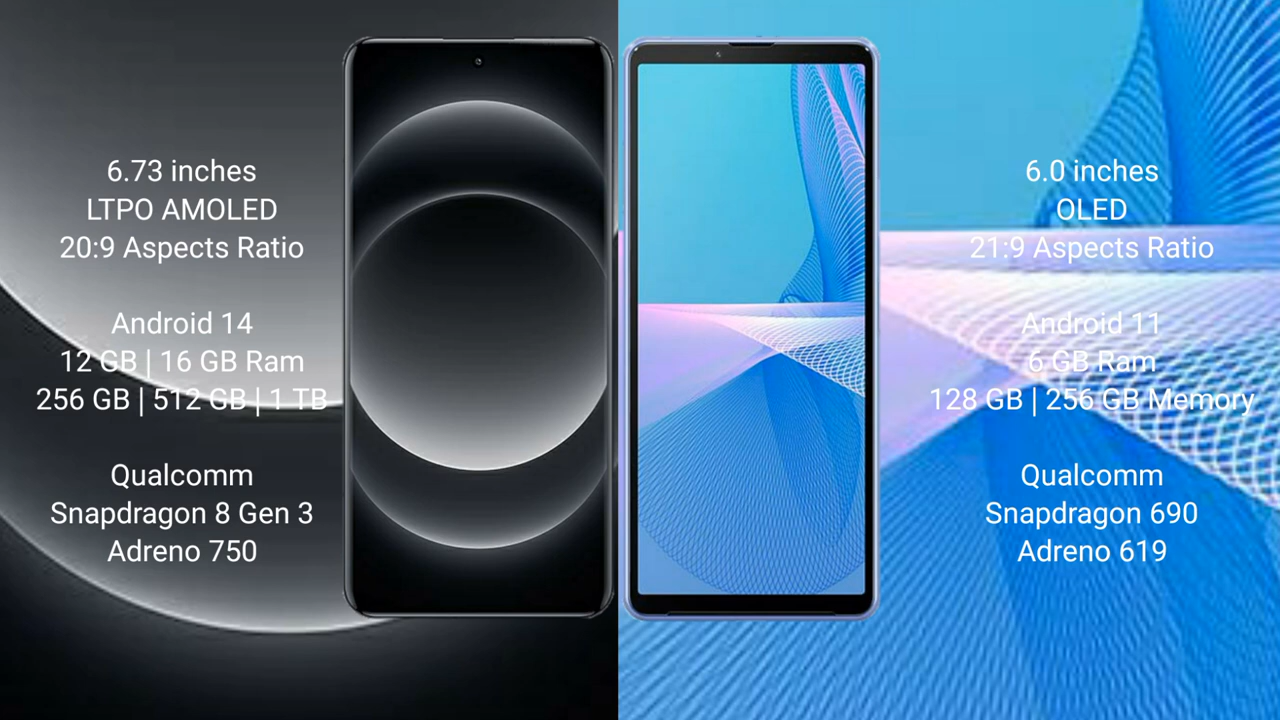 6.73 inches
LTPO AMOLED
20:9 Aspects Ratio
Android 14
12 GB | 16 GB Ram
256 GB | 512 GB | 1 TB
Qualcomm
Snapdragon 8 Gen 3
Adreno 750
6.0 inches
OLED
21:9 Aspects Ratio
Android 11
6 GB Ram
128 GB | 256 GB Memory
Qualcomm
Snapdragon 690
Adreno 619